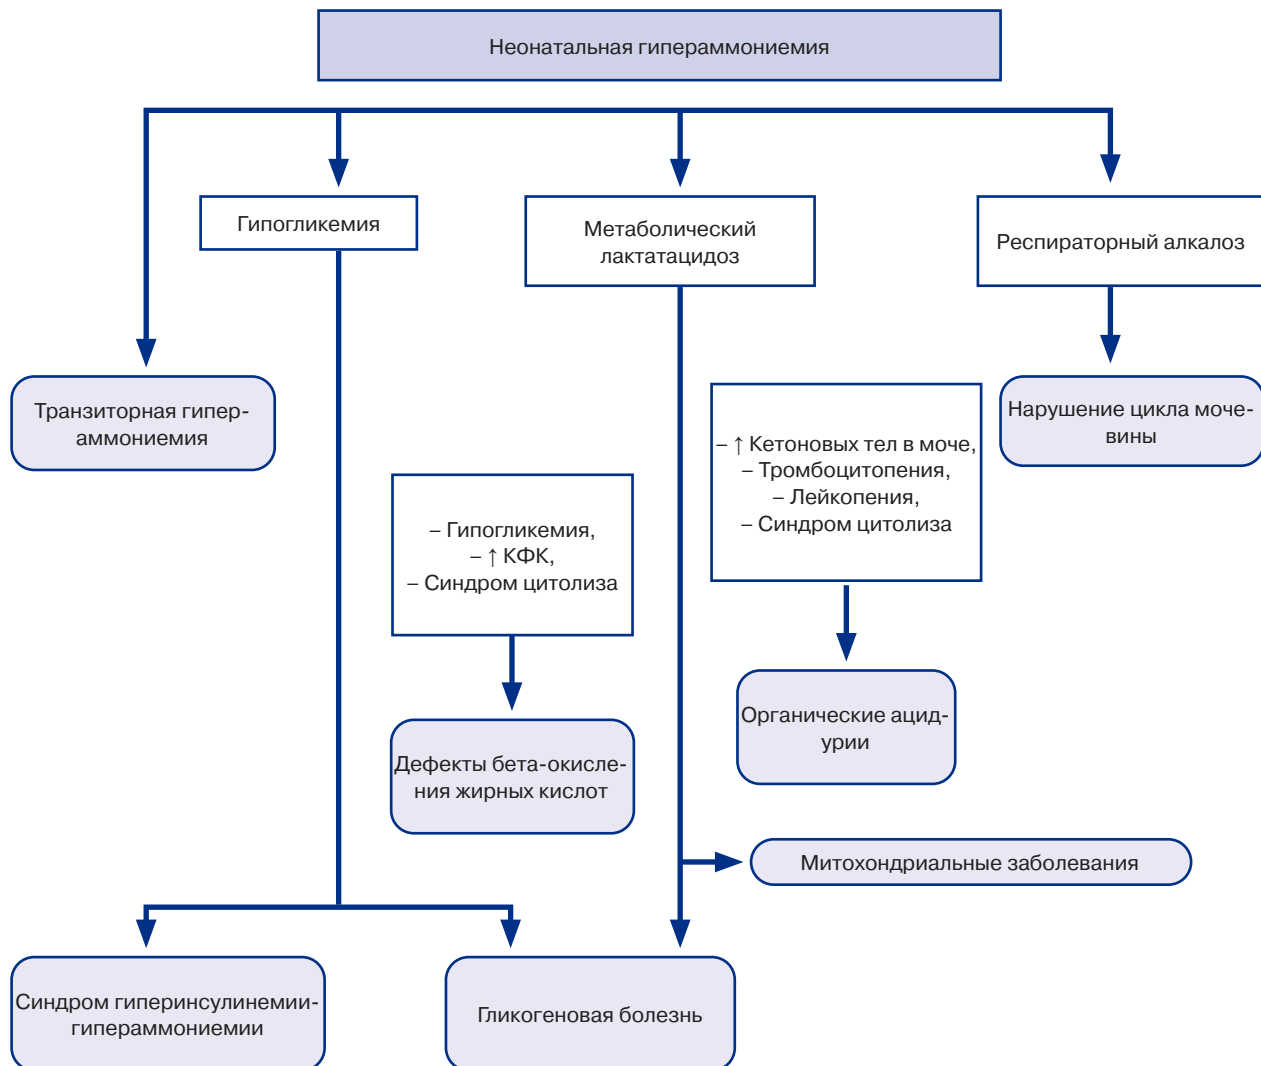 Неонатальная гипераммониемия
Гипогликемия
Метаболический
лактатацидоз
Респираторный алкалоз
Транзиторная гипер-
аммониемия
– Гипогликемия,
– ↑ КФК,
– Синдром цитолиза
– ↑ Кетоновых тел в моче,
– Тромбоцитопения,
– Лейкопения,
– Синдром цитолиза
Нарушение цикла моче-
вины
Дефекты бета-окисле-
ния жирных кислот
Органические ацид-
урии
Митохондриальные заболевания
Синдром гиперинсулинемии-
гипераммониемии
Гликогеновая болезнь